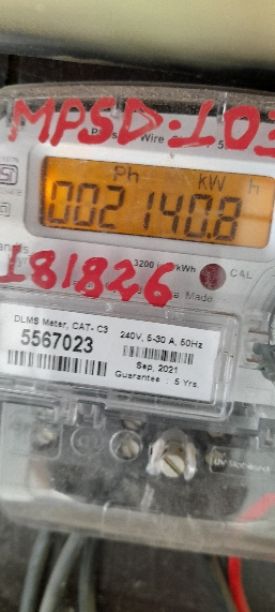 MPSD-103
Ph kW h
002140.8
3200 CAL
181826 Made
DLMS Meter, CAT- C3 240V, 5-30 A, 50Hz
5567023
Sep, 2021
Guarantee : 5 Yrs.